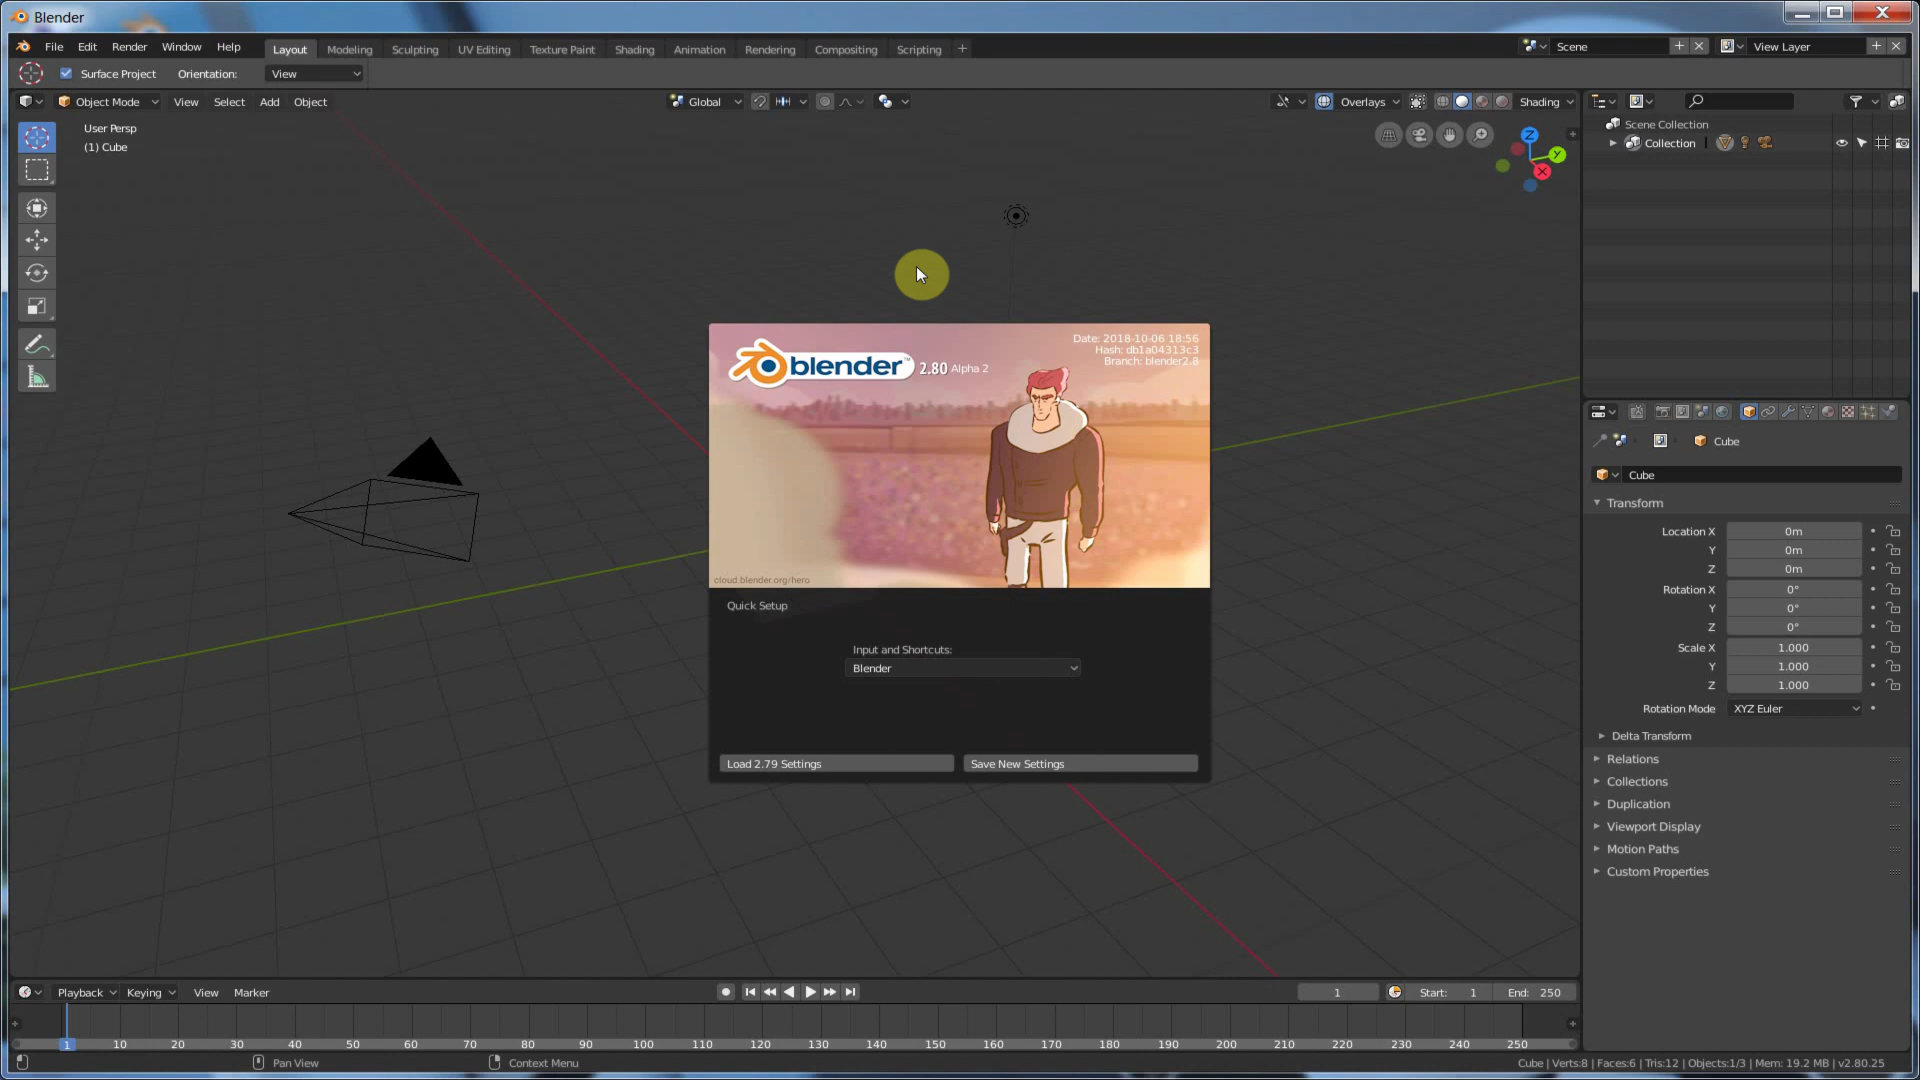 Blender
File Edit Render Window Help Layout Modeling Sculpting UV Editing Texture Paint Shading Animation Rendering Compositing Scripting Scene View Layer
Surface Project Orientation: View
Object Mode View Select Add Object Global Overlays Shading
User Persp
(1) Cube
Z
Y
X
Scene Collection
Collection
blender 2.80 Alpha 2
Date: 2018-10-06 18:56
Hash: db1a04313c3
Branch: blender2.8
cloud.blender.org/hero
Quick Setup
Input and Shortcuts:
Blender
Load 2.79 Settings Save New Settings
Cube
Cube
Transform
Location X 0m
Y 0m
Z 0m
Rotation X 0°
Y 0°
Z 0°
Scale X 1.000
Y 1.000
Z 1.000
Rotation Mode XYZ Euler
Delta Transform
Relations
Collections
Duplication
Viewport Display
Motion Paths
Custom Properties
Playback Keying View Marker 1 Start: 1 End: 250
1 10 20 30 40 50 60 70 80 90 100 110 120 130 140 150 160 170 180 190 200 210 220 230 240 250
Pan View Context Menu Cube | Verts:8 | Faces:6 | Tris:12 | Objects:1/3 | Mem: 19.2 MB | v2.80.25